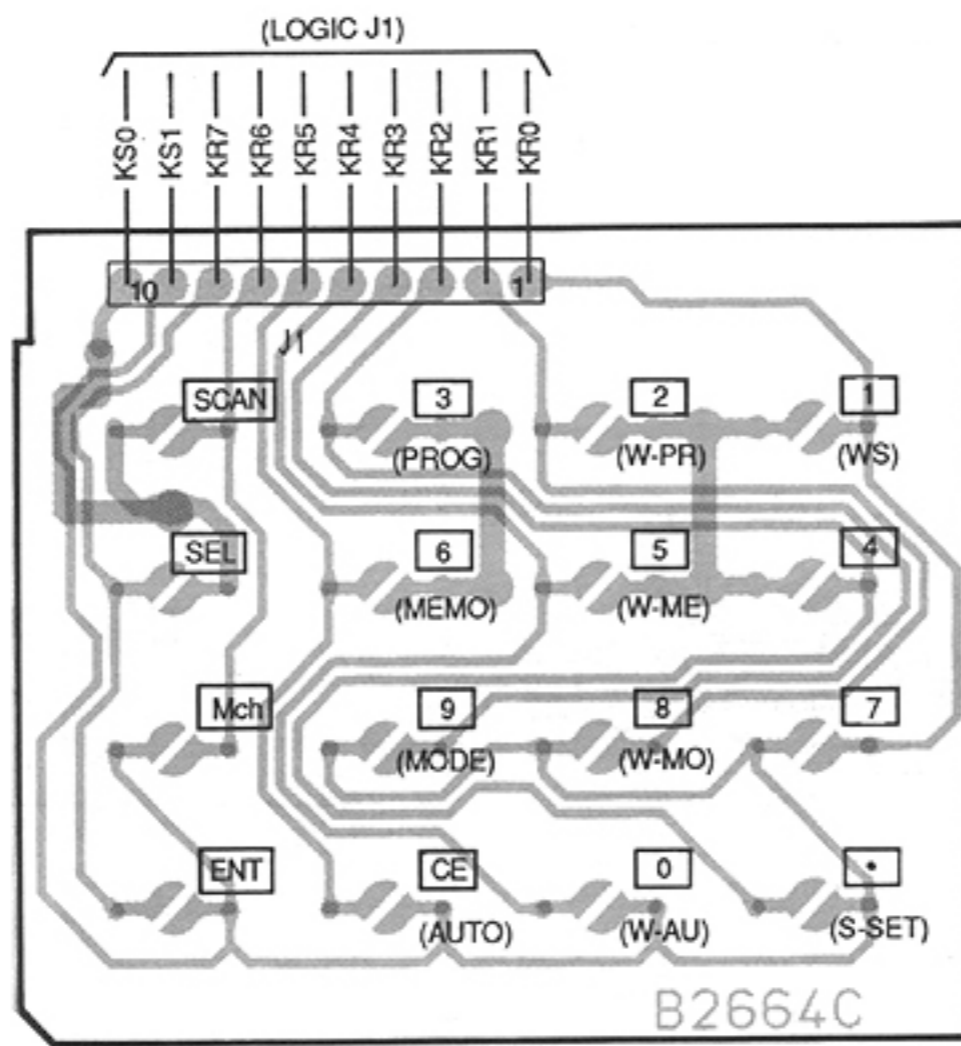 (LOGIC J1)
KS0 KS1 KR7 KR6 KR5 KR4 KR3 KR2 KR1 KR0
10 1
J1
SCAN 3 2 1
(PROG) (W-PR) (WS)
SEL 6 5 4
(MEMO) (W-ME)
Mch 9 8 7
(MODE) (W-MO)
ENT CE 0 •
(AUTO) (W-AU) (S-SET)
B2664C